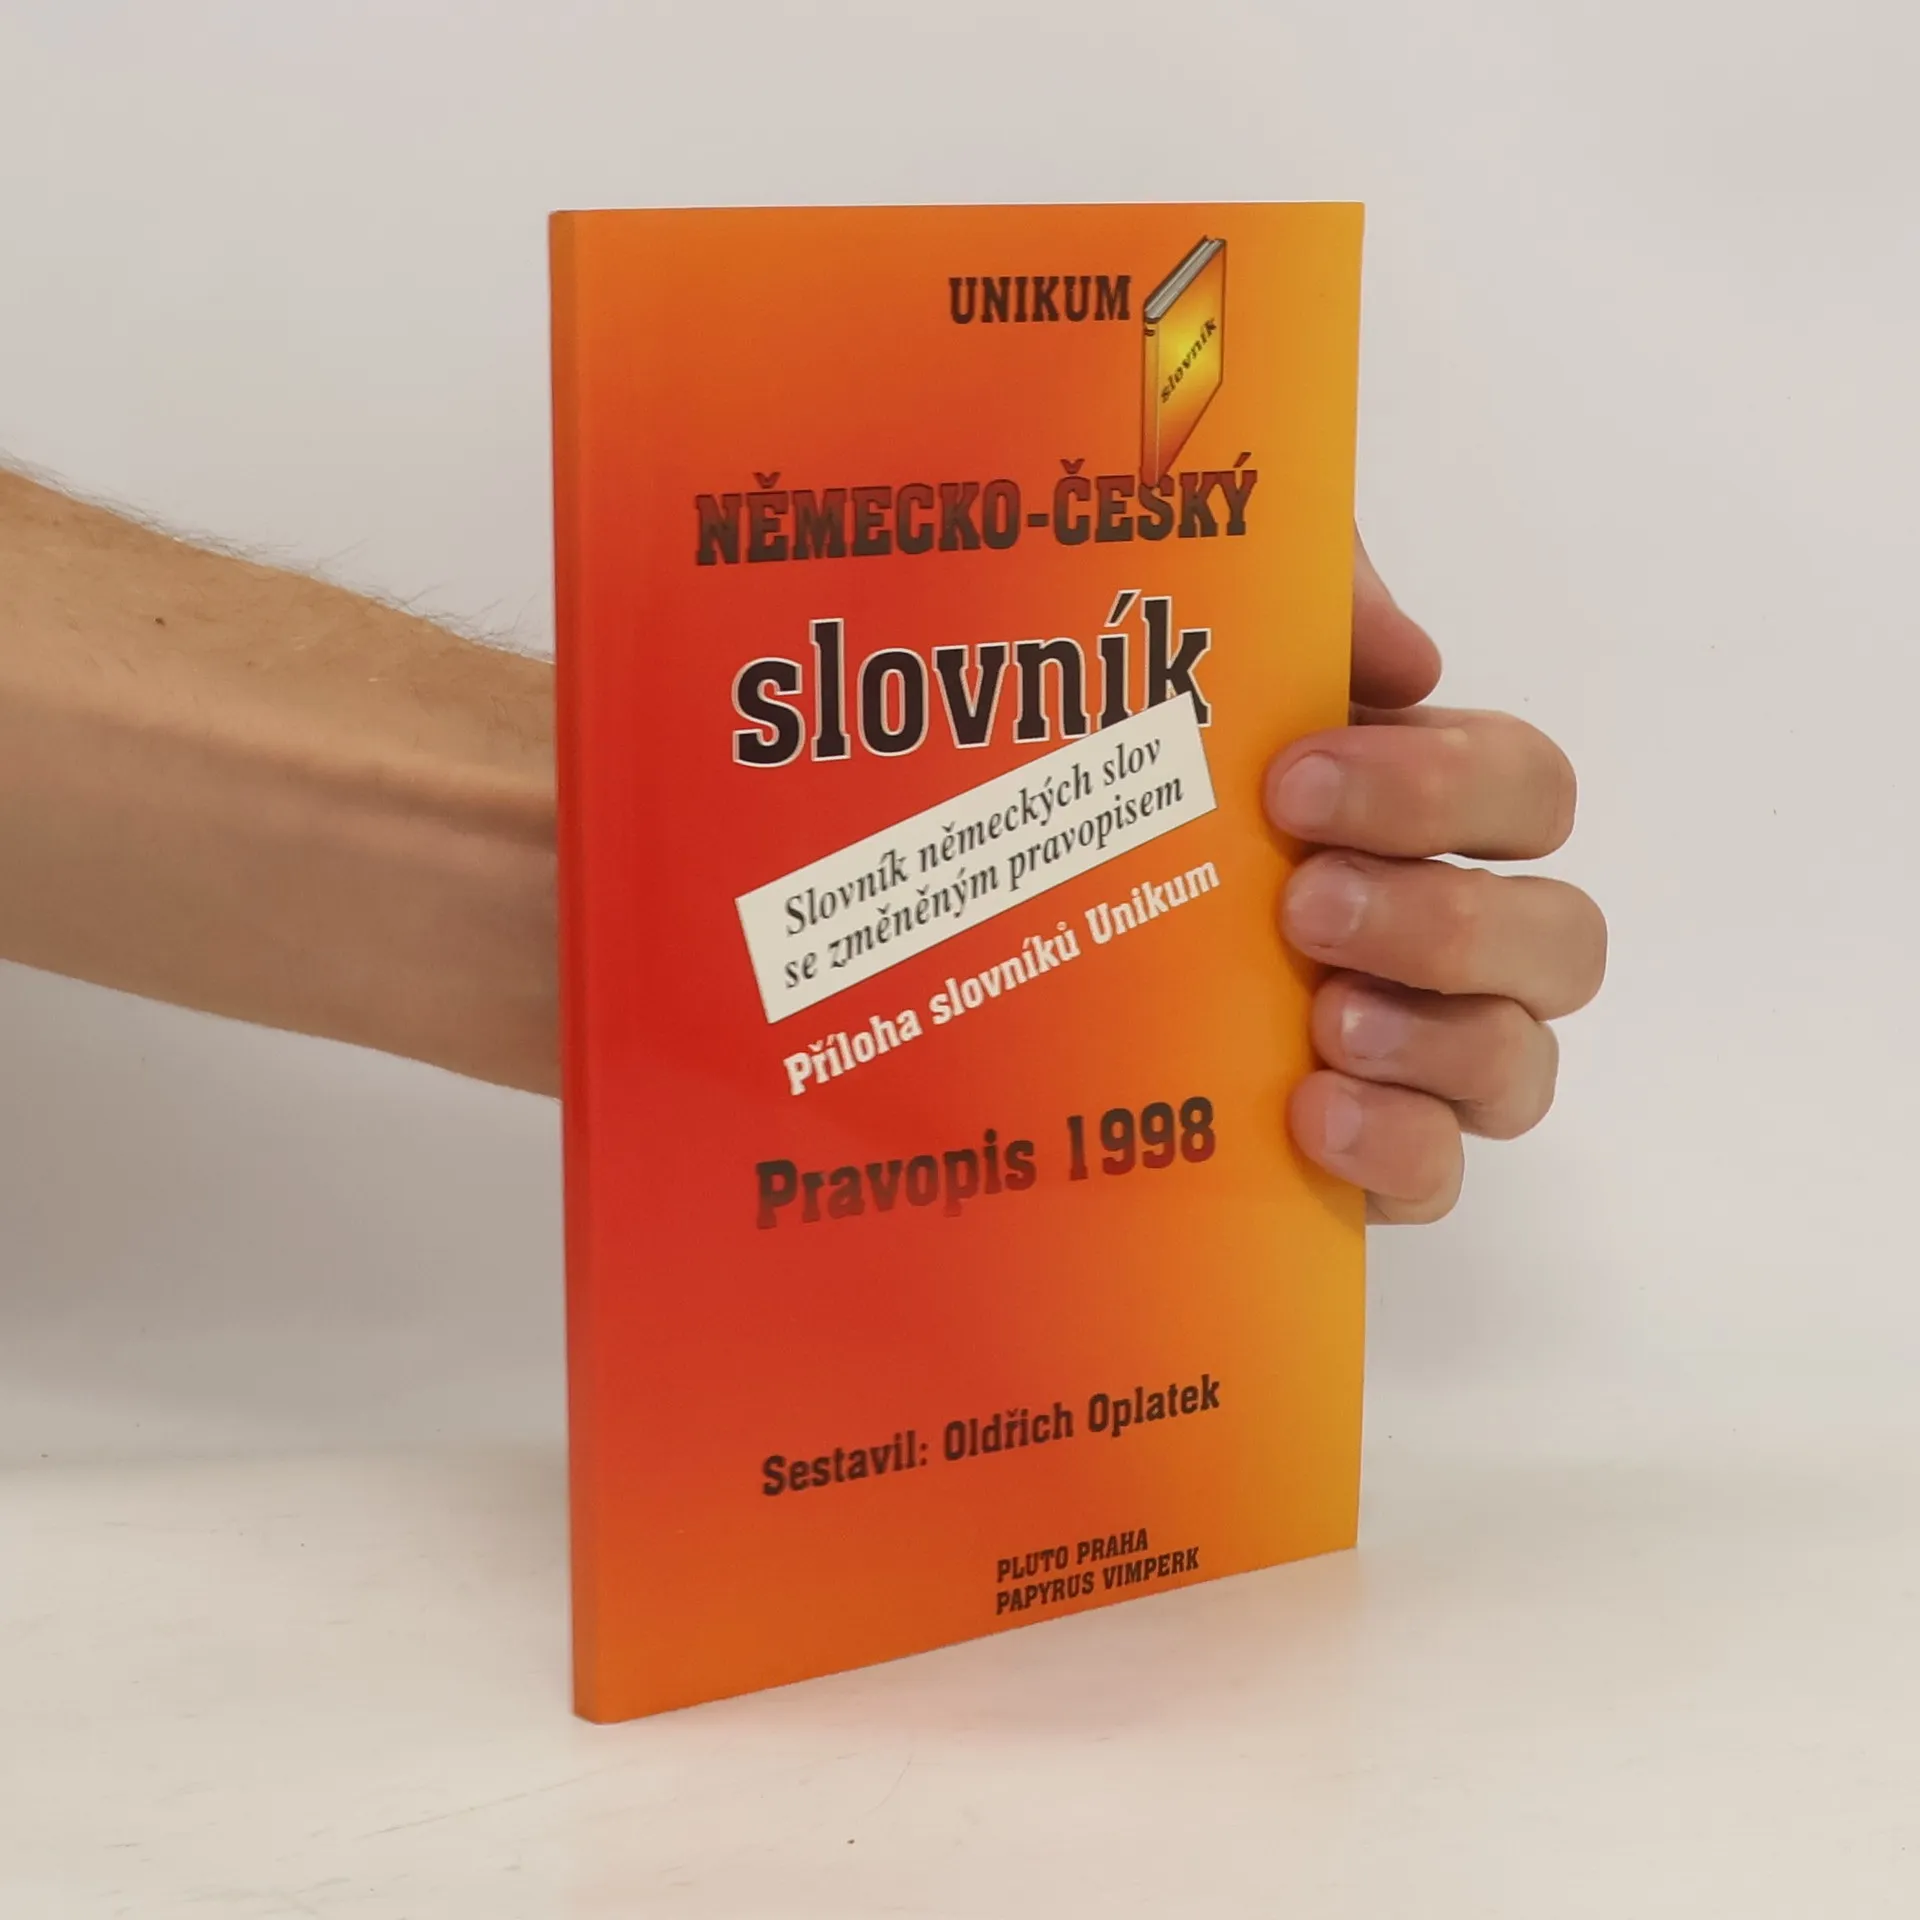 UNIKUM
slovník
NĚMECKO-ČESKÝ
slovník
Slovník německých slov
se změněným pravopisem
Příloha slovníků Unikum
Pravopis 1998
Sestavil: Oldřich Oplatek
PLUTO PRAHA
PAPYRUS VIMPERK